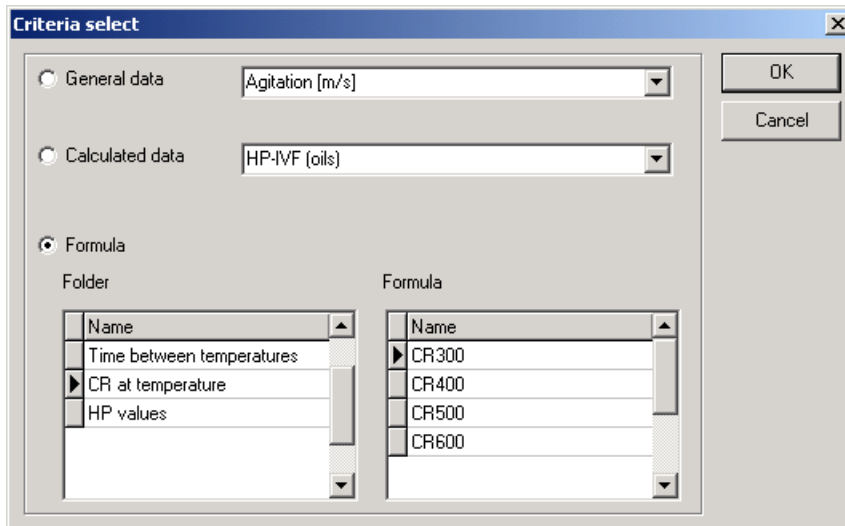 Criteria select
General data
Agitation [m/s]
OK
Cancel
Calculated data
HP-IVF (oils)
Formula
Folder
Formula
Name
Time between temperatures
CR at temperature
HP values
Name
CR300
CR400
CR500
CR600